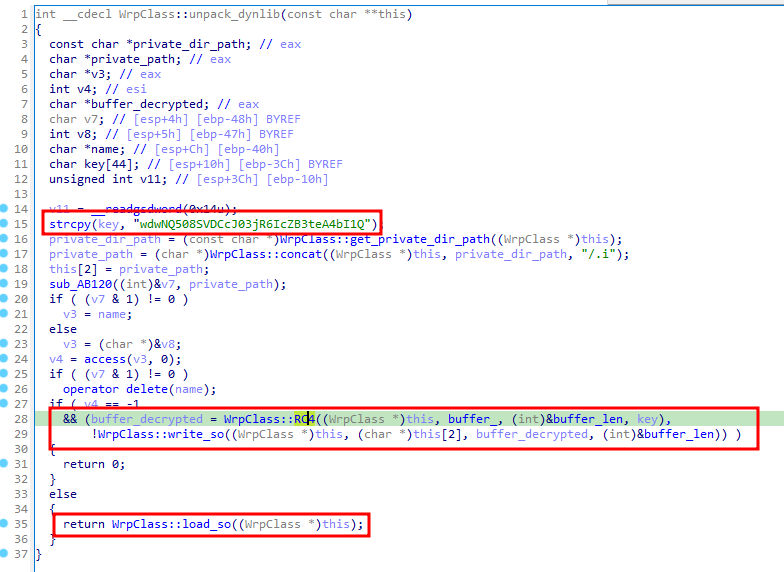 1 int __cdecl WrpClass::unpack_dynlib(const char **this)
2 {
3 const char *private_dir_path; // eax
4 char *private_path; // eax
5 char *v3; // eax
6 int v4; // esi
7 char *buffer_decrypted; // eax
8 char v7; // [esp+4h] [ebp-48h] BYREF
9 int v8; // [esp+5h] [ebp-47h] BYREF
10 char *name; // [esp+Ch] [ebp-40h]
11 char key[44]; // [esp+10h] [ebp-3Ch] BYREF
12 unsigned int v11; // [esp+3Ch] [ebp-10h]
13
14 v11 = __readgsdword(0x14u);
15 strcpy(key, "wdwNQ508SVDCcJ03jR6IcZB3teA4bI1Q");
16 private_dir_path = (const char *)WrpClass::get_private_dir_path((WrpClass *)this);
17 private_path = (char *)WrpClass::concat((WrpClass *)this, private_dir_path, "/.i");
18 this[2] = private_path;
19 sub_AB120((int)&v7, private_path);
20 if ( (v7 & 1) != 0 )
21 v3 = name;
22 else
23 v3 = (char *)&v8;
24 v4 = access(v3, 0);
25 if ( (v7 & 1) != 0 )
26 operator delete(name);
27 if ( v4 == -1
28 && (buffer_decrypted = WrpClass::RC4((WrpClass *)this, buffer_, (int)&buffer_len, key),
29 !WrpClass::write_so((WrpClass *)this, (char *)this[2], buffer_decrypted, (int)&buffer_len)) )
30 {
31 return 0;
32 }
33 else
34 {
35 return WrpClass::load_so((WrpClass *)this);
36 }
37 }